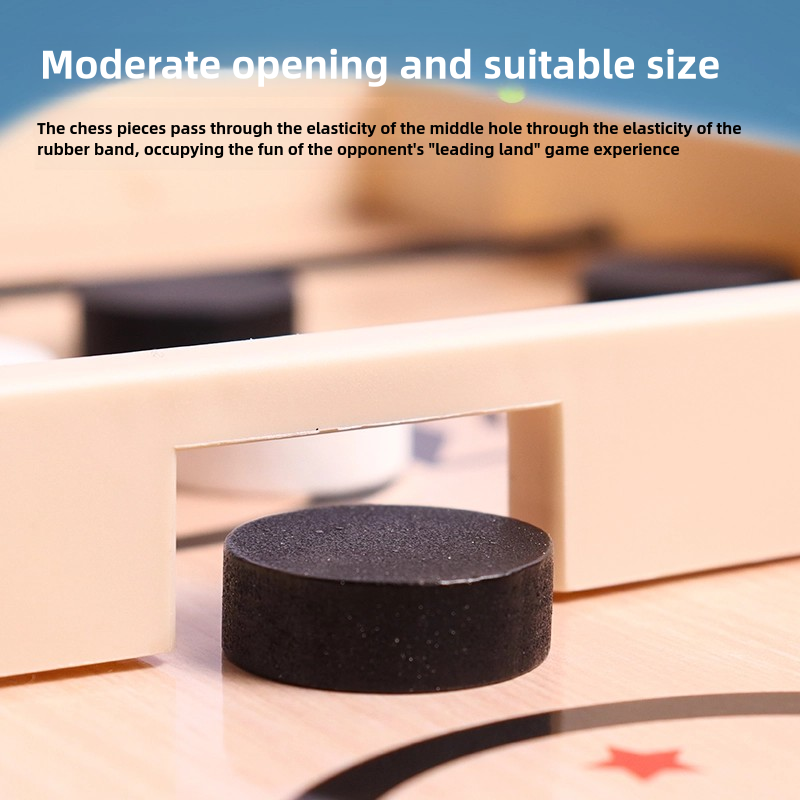 Moderate opening and suitable size
The chess pieces pass through the elasticity of the middle hole through the elasticity of the
rubber band, occupying the fun of the opponent's "leading land" game experience